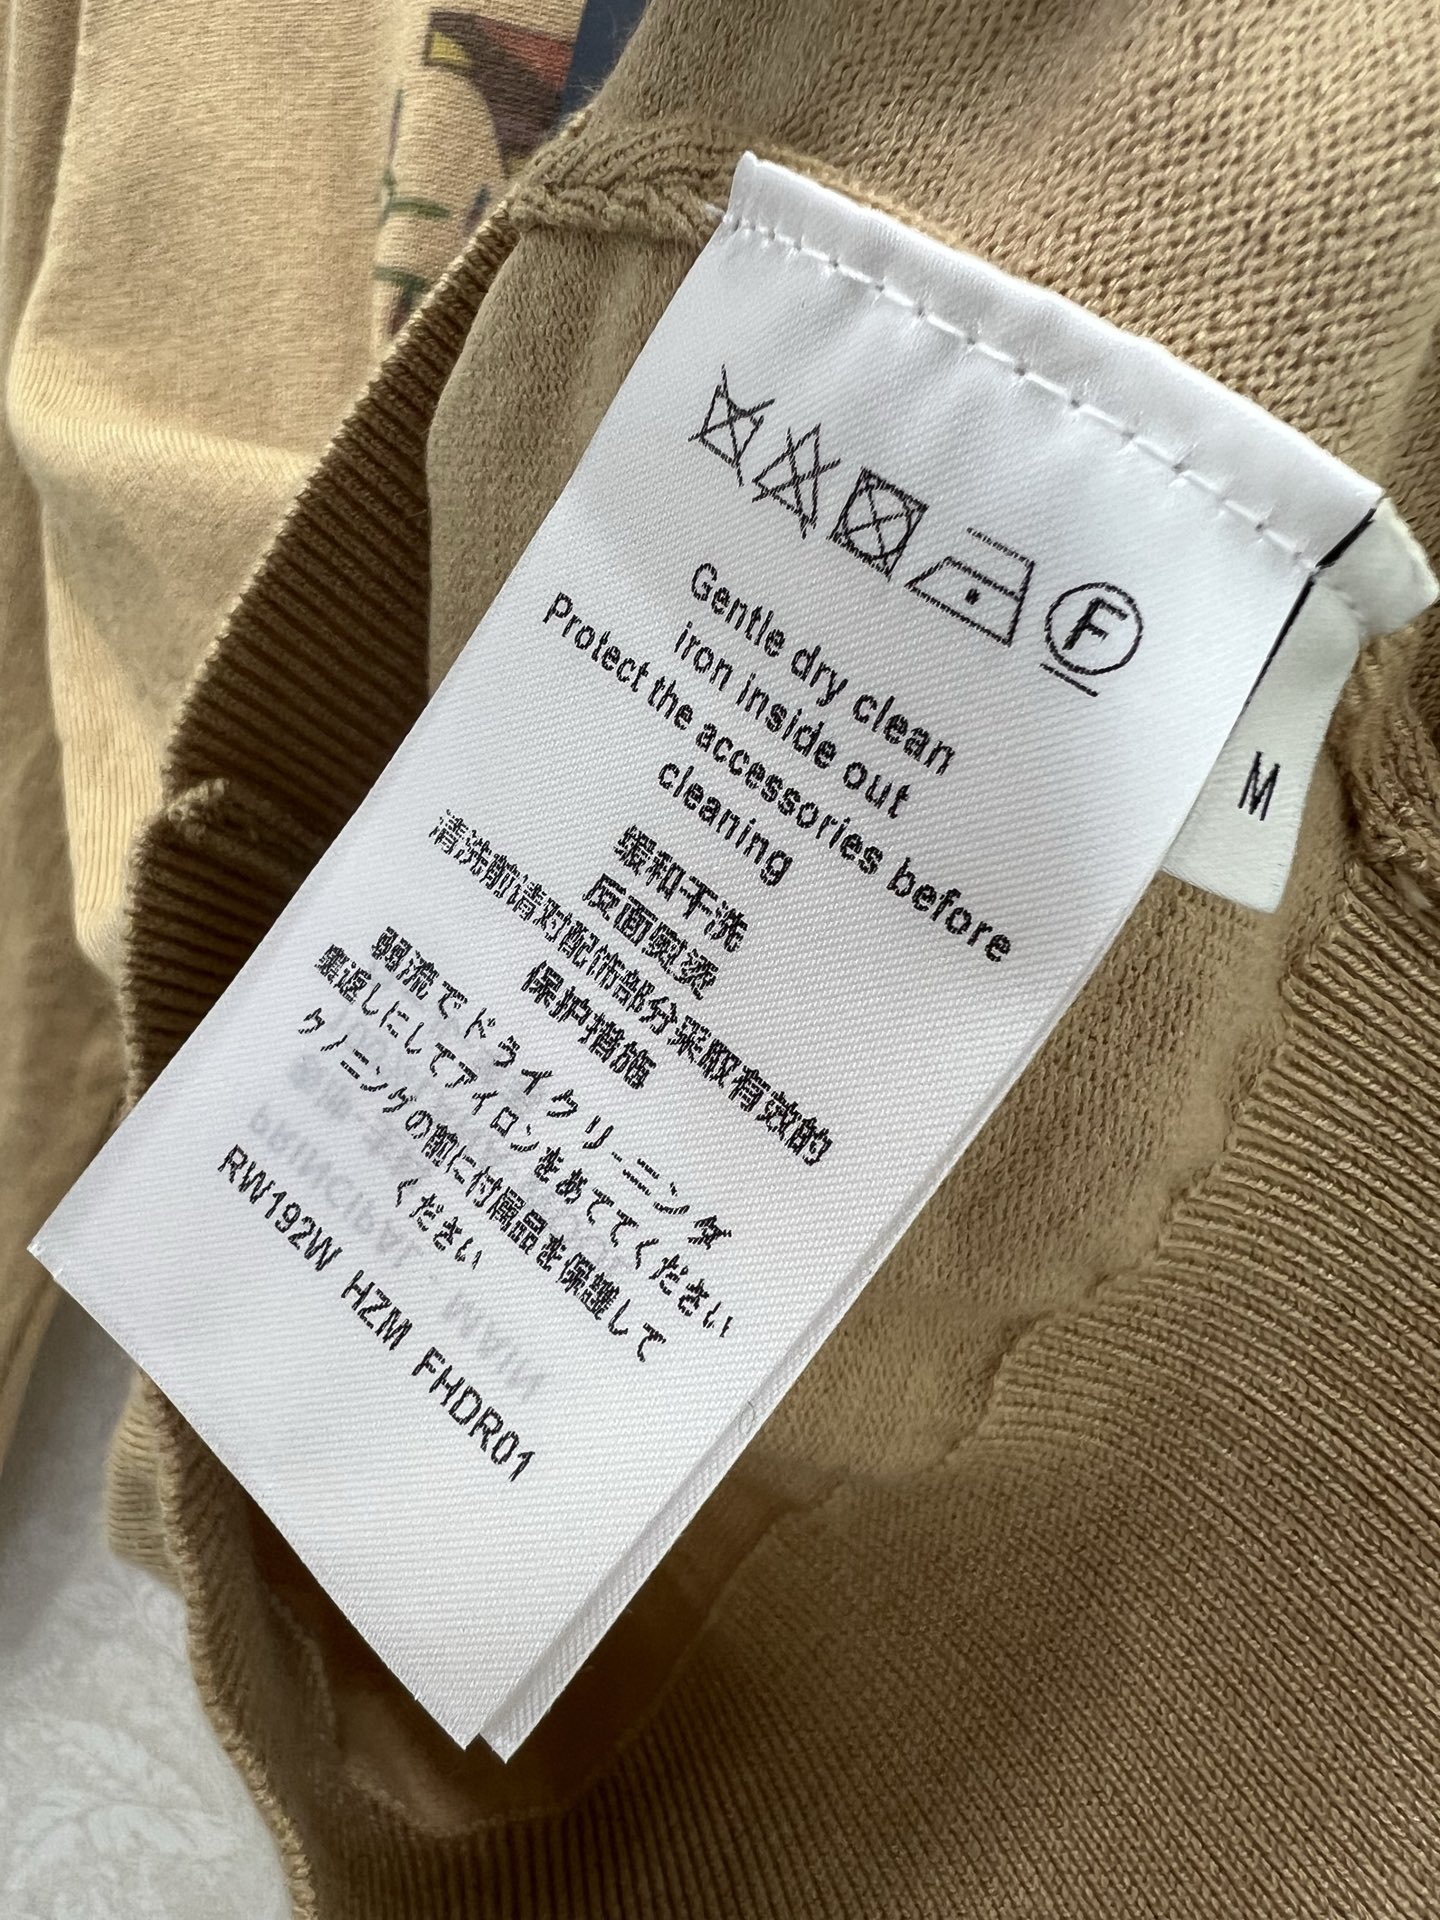 F
Gentle dry clean
iron inside out
Protect the accessories before
cleaning
缓和干洗
反面熨烫
清洗前请对配饰部分采取有效的
保护措施
弱流でドライクリーニング
裏返しにしてアイロンをあててください
クノーニングの前に付属品を保護して
ください
RW192W HZM FHDR01
M